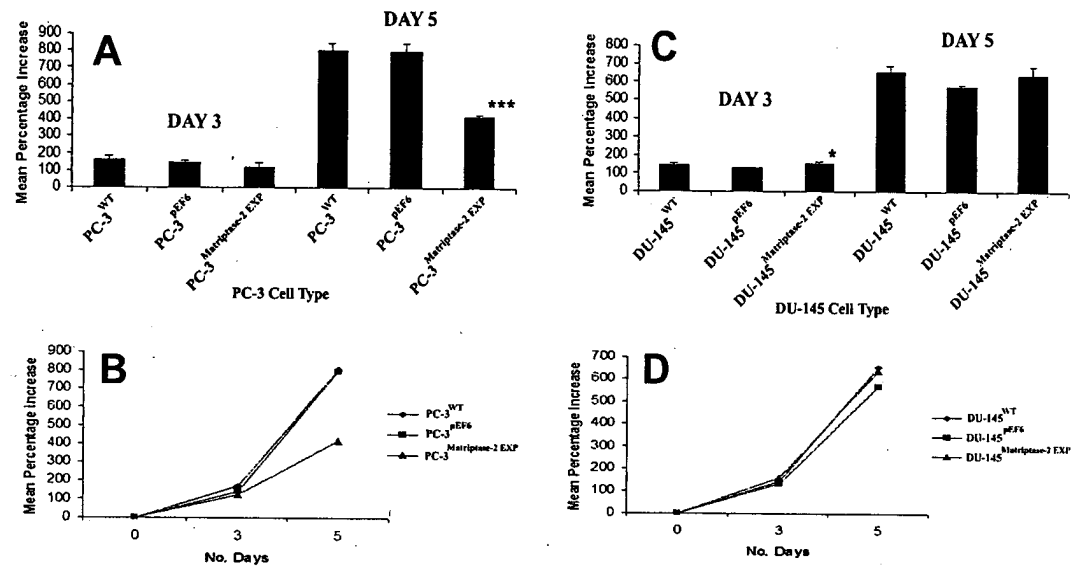 A
DAY 5
DAY 3
Mean Percentage Increase
900
800
700
600
500
400
300
200
100
0
PC-3WT
PC-3pEF6
PC-3Matriptase-2 EXP
PC-3WT
PC-3pEF6
PC-3Matriptase-2 EXP
***
PC-3 Cell Type
C
DAY 5
DAY 3
Mean Percentage Increase
800
700
600
500
400
300
200
100
0
DU-145WT
DU-145pEF6
DU-145Matriptase-2 EXP
DU-145WT
DU-145pEF6
DU-145Matriptase-2 EXP
*
DU-145 Cell Type
B
Mean Percentage Increase
900
800
700
600
500
400
300
200
100
0
0 3 5
No. Days
PC-3WT
PC-3pEF6
PC-3Matriptase-2 EXP
D
Mean Percentage Increase
700
600
500
400
300
200
100
0
0 3 5
No. Days
DU-145WT
DU-145pEF6
DU-145Matriptase-2 EXP